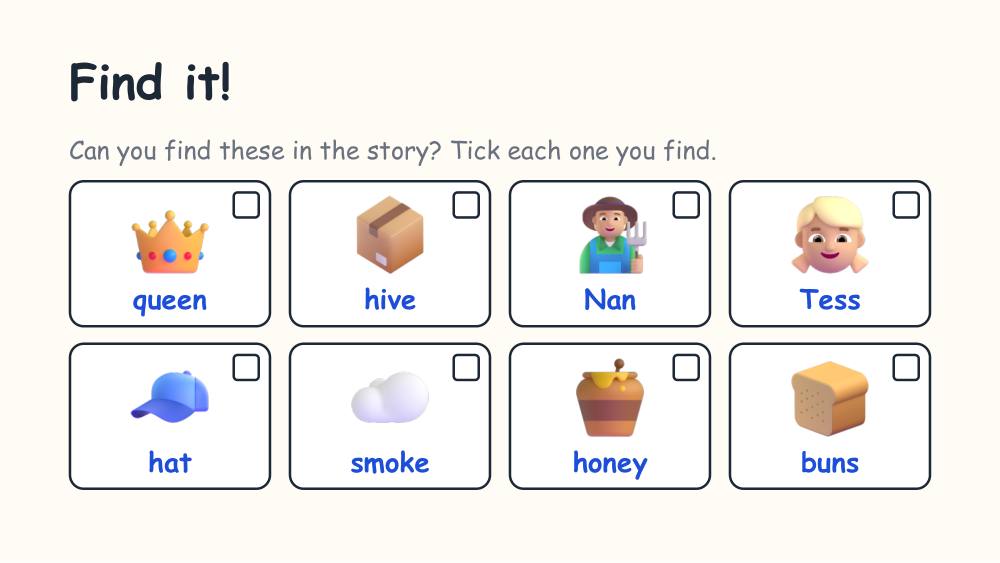 Find it!
Can you find these in the story? Tick each one you find.
queen
hive
Nan
Tess
hat
smoke
honey
buns